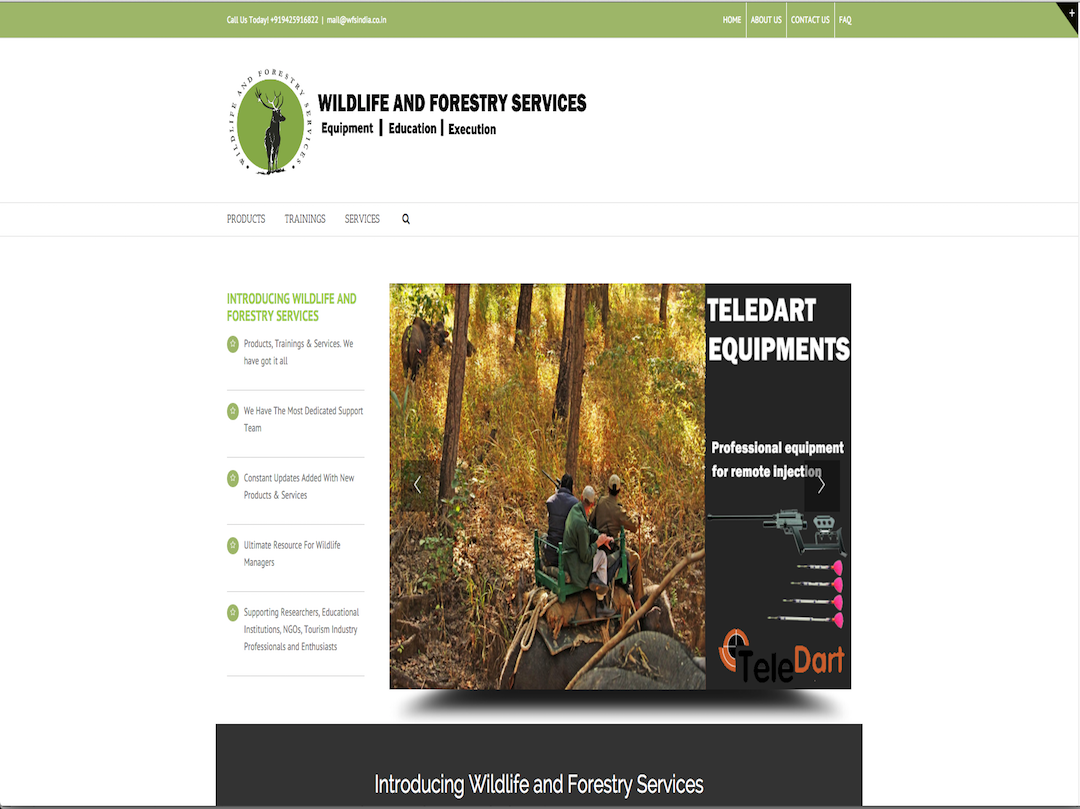 Call Us Today! +919425916822 | mail@wfsindia.co.in
HOME
ABOUT US
CONTACT US
FAQ
+
WILDLIFE AND FORESTRY SERVICES
WILDLIFE AND FORESTRY SERVICES
Equipment | Education | Execution
PRODUCTS
TRAININGS
SERVICES
INTRODUCING WILDLIFE AND
FORESTRY SERVICES
Products, Trainings & Services. We
have got it all
We Have The Most Dedicated Support
Team
Constant Updates Added With New
Products & Services
Ultimate Resource For Wildlife
Managers
Supporting Researchers, Educational
Institutions, NGOs, Tourism Industry
Professionals and Enthusiasts
TELEDART
EQUIPMENTS
Professional equipment
for remote injection
TeleDart
Introducing Wildlife and Forestry Services